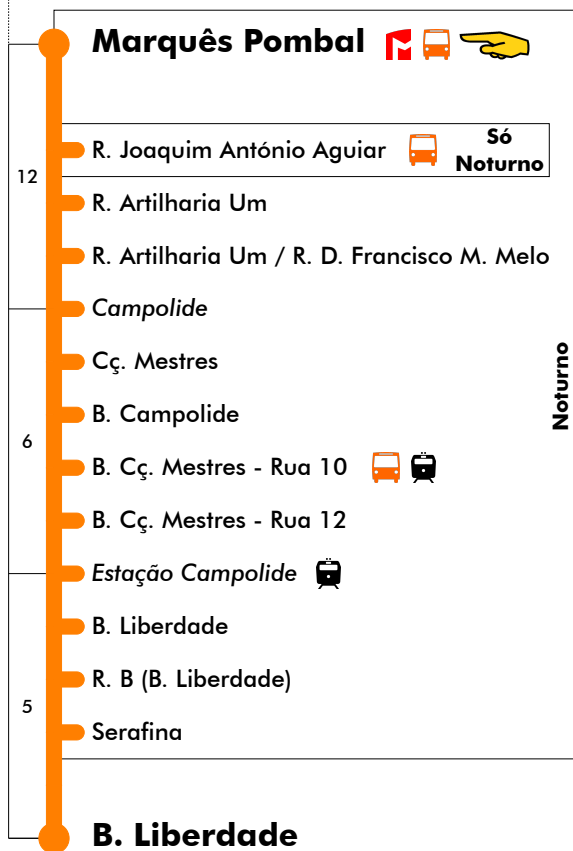 Marquês Pombal
R. Joaquim António Aguiar
Só
Noturno
12
R. Artilharia Um
R. Artilharia Um / R. D. Francisco M. Melo
Campolide
Cç. Mestres
Noturno
B. Campolide
6
B. Cç. Mestres - Rua 10
B. Cç. Mestres - Rua 12
Estação Campolide
B. Liberdade
R. B (B. Liberdade)
5
Serafina
B. Liberdade